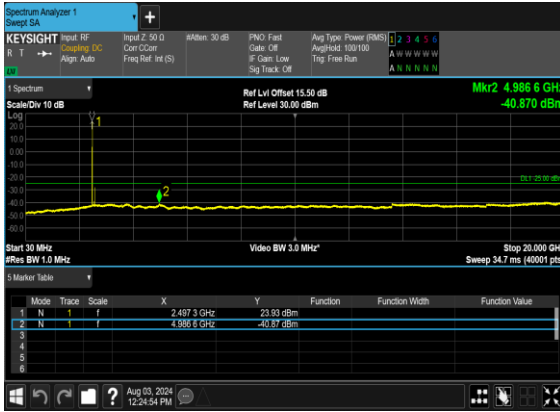 Spectrum Analyzer 1
Swept SA
KEYSIGHT Input: RF Input Z: 50 Ω #Atten: 30 dB PNO: Fast Avg Type: Power (RMS) 1 2 3 4 5 6
R T Coupling: DC Corr CCorr Gate: Off Avg|Hold: 100/100 A W W W W W
Align: Auto Freq Ref: Int (S) IF Gain: Low Trig: Free Run
Sig Track: Off A N N N N N
1 Spectrum Ref Lvl Offset 15.50 dB Mkr2 4.986 6 GHz
Scale/Div 10 dB Ref Level 30.00 dBm -40.870 dBm
Log
20.0
10.0
0.00
-10.0
-20.0
-30.0
-40.0
-50.0
-60.0
1
2
DL1 -25.00 dBm
Start 30 MHz Video BW 3.0 MHz* Stop 20.000 GH
#Res BW 1.0 MHz Sweep 34.7 ms (40001 pts
5 Marker Table
Mode Trace Scale X Y Function Function Width Function Value
1 N 1 f 2.497 3 GHz 23.93 dBm
2 N 1 f 4.986 6 GHz -40.87 dBm
3
4
5
6
? Aug 03, 2024
12:24:54 PM